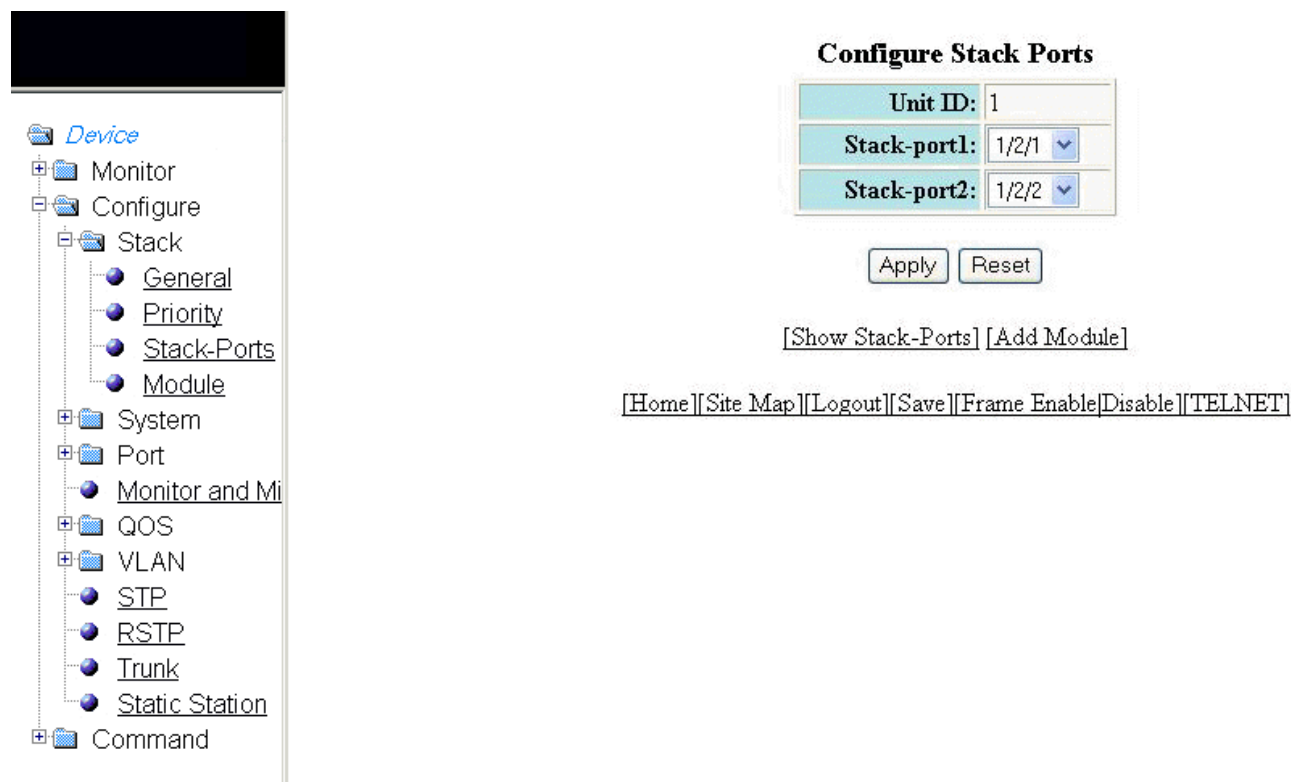 Device
Monitor
Configure
Stack
General
Priority
Stack-Ports
Module
System
Port
Monitor and Mi
QOS
VLAN
STP
RSTP
Trunk
Static Station
Command
Configure Stack Ports
Unit ID: 1
Stack-port1: 1/2/1
Stack-port2: 1/2/2
Apply Reset
[Show Stack-Ports] [Add Module]
[Home][Site Map][Logout][Save][Frame Enable|Disable][TELNET]